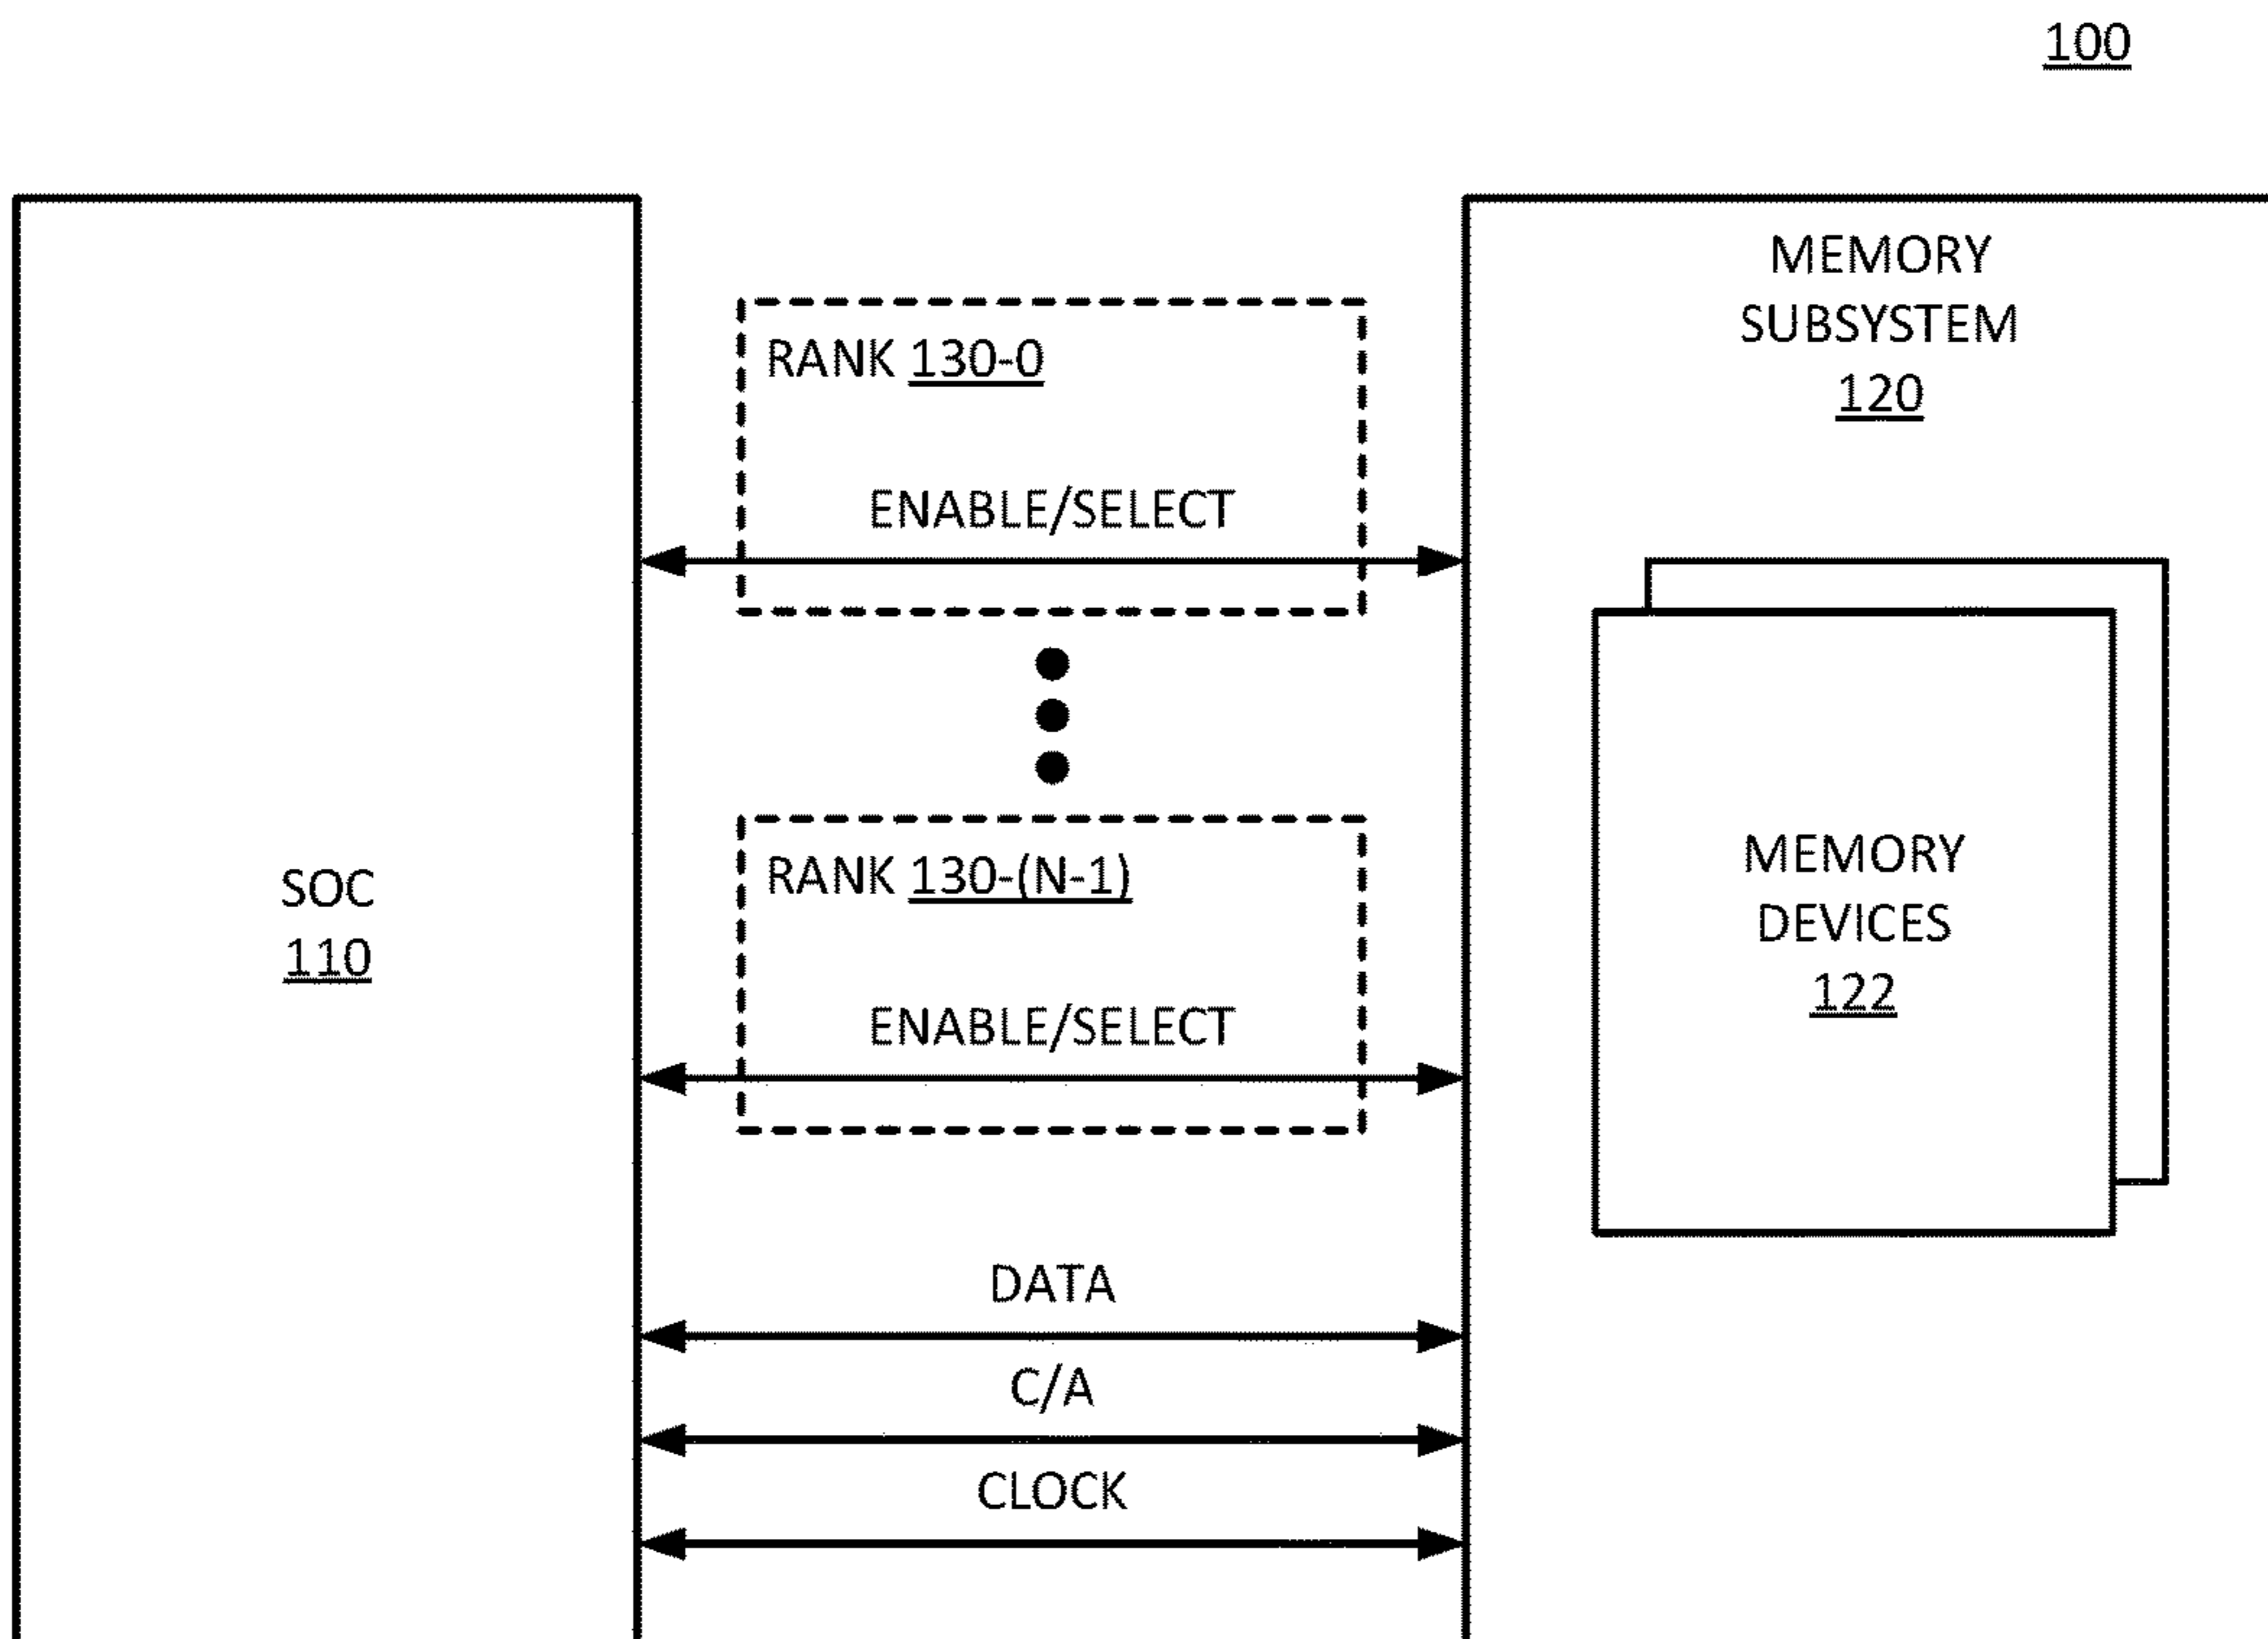 100
MEMORY
SUBSYSTEM
120
RANK 130-0
ENABLE/SELECT
RANK 130-(N-1)
ENABLE/SELECT
SOC
110
MEMORY
DEVICES
122
DATA
C/A
CLOCK